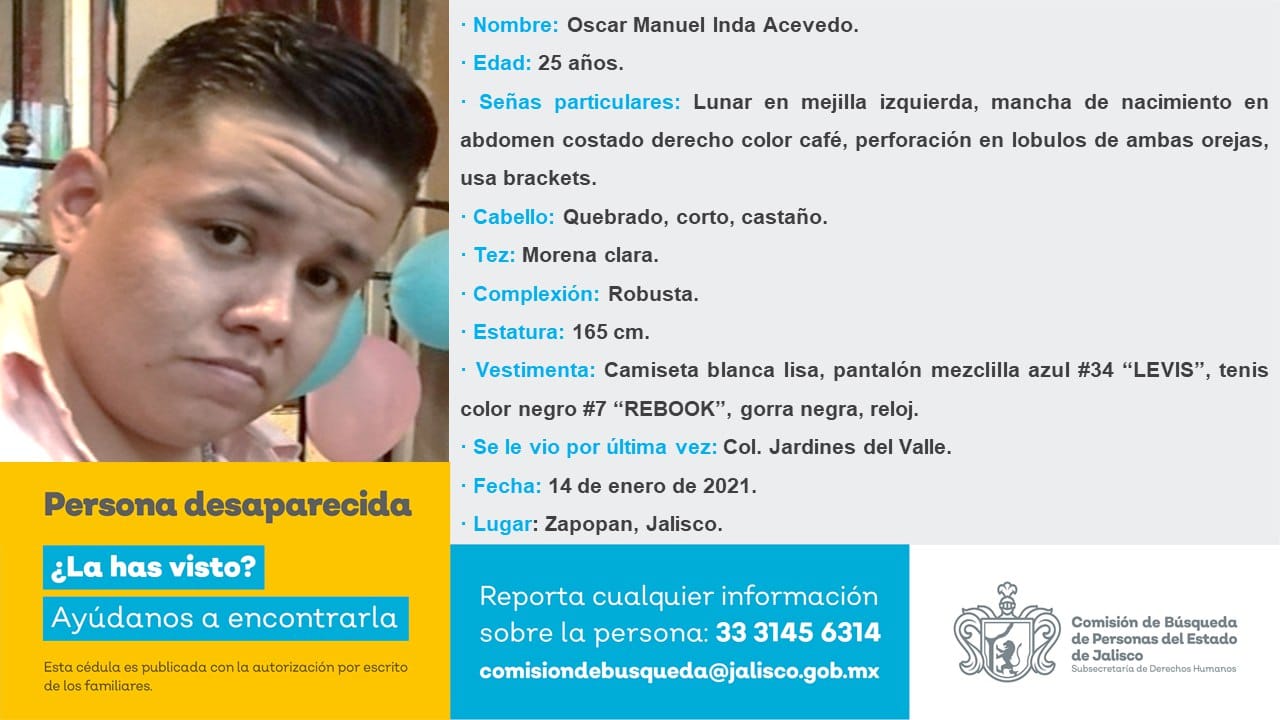 · Nombre: Oscar Manuel Inda Acevedo.
· Edad: 25 años.
· Señas particulares: Lunar en mejilla izquierda, mancha de nacimiento en
abdomen costado derecho color café, perforación en lobulos de ambas orejas,
usa brackets.
· Cabello: Quebrado, corto, castaño.
· Tez: Morena clara.
· Complexión: Robusta.
· Estatura: 165 cm.
· Vestimenta: Camiseta blanca lisa, pantalón mezclilla azul #34 “LEVIS”, tenis
color negro #7 “REBOOK”, gorra negra, reloj.
· Se le vio por última vez: Col. Jardines del Valle.
· Fecha: 14 de enero de 2021.
· Lugar: Zapopan, Jalisco.
Persona desaparecida
¿La has visto?
Ayúdanos a encontrarla
Esta cédula es publicada con la autorización por escrito
de los familiares.
Reporta cualquier información
sobre la persona: 33 3145 6314
comisiondebusqueda@jalisco.gob.mx
Comisión de Búsqueda
de Personas del Estado
de Jalisco
Subsecretaría de Derechos Humanos